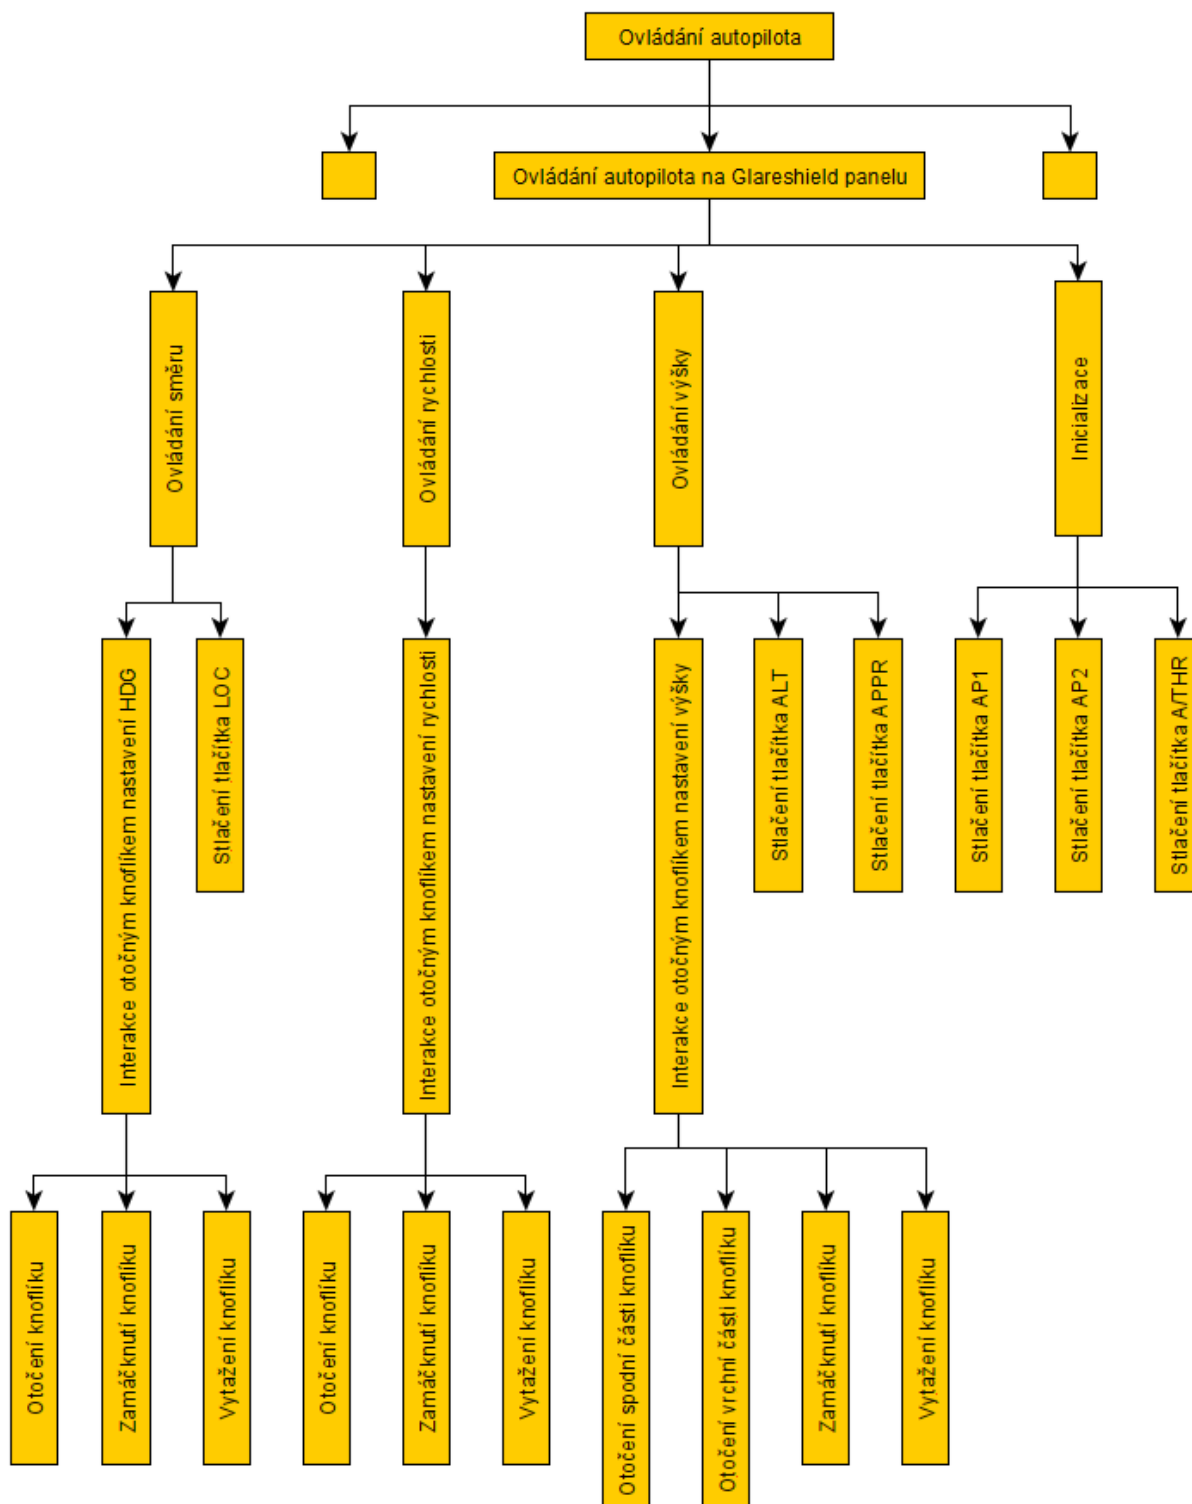 Ovládání autopilota
Ovládání autopilota na Glareshield panelu
Ovládání směru
Ovládání rychlosti
Ovládání výšky
Inicializace
Interakce otočným knoflíkem nastavení HDG
Stlačení tlačítka LOC
Interakce otočným knoflíkem nastavení rychlosti
Interakce otočným knoflíkem nastavení výšky
Stlačení tlačítka ALT
Stlačení tlačítka APPR
Stlačení tlačítka AP1
Stlačení tlačítka AP2
Stlačení tlačítka A/THR
Otočení knoflíku
Zamáčknutí knoflíku
Vytažení knoflíku
Otočení knoflíku
Zamáčknutí knoflíku
Vytažení knoflíku
Otočení spodní části knoflíku
Otočení vrchní části knoflíku
Zamáčknutí knoflíku
Vytažení knoflíku